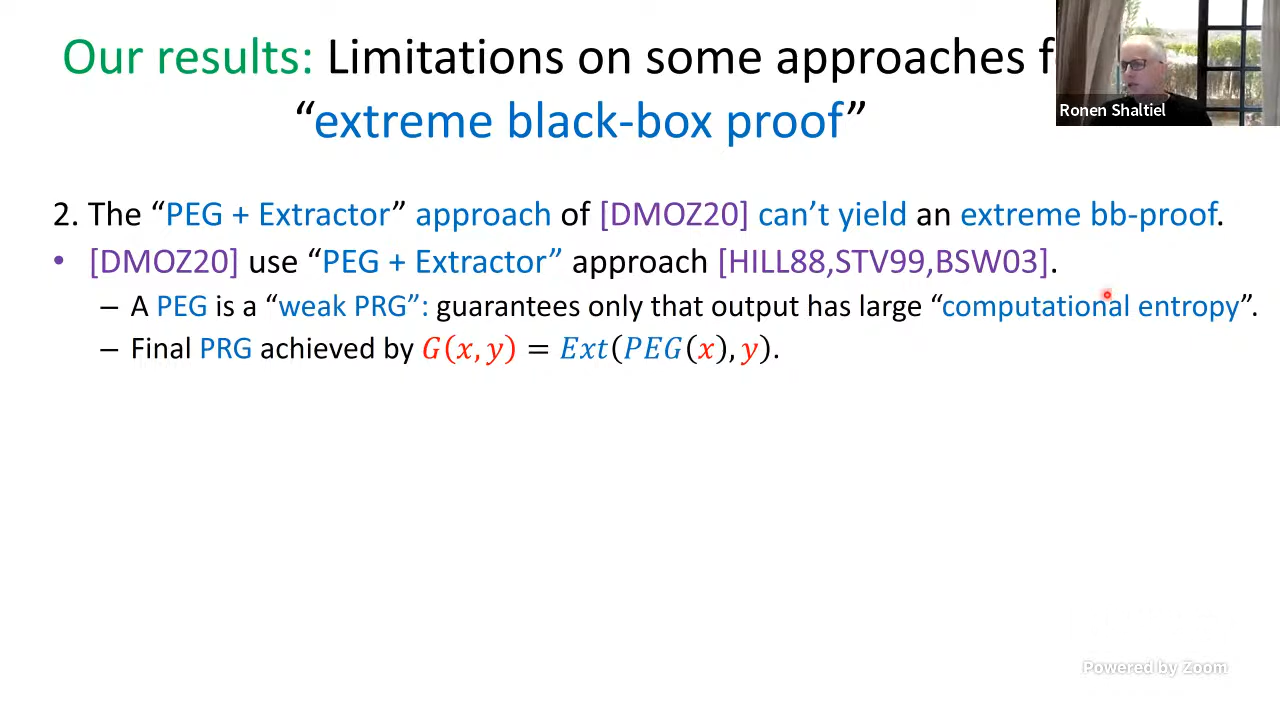 Our results: Limitations on some approaches f
“extreme black-box proof”
Ronen Shaltiel
2. The “PEG + Extractor” approach of [DMOZ20] can’t yield an extreme bb-proof.
• [DMOZ20] use “PEG + Extractor” approach [HILL88,STV99,BSW03].
– A PEG is a “weak PRG”: guarantees only that output has large “computational entropy”.
– Final PRG achieved by G(x, y) = Ext(PEG(x), y).
Powered by Zoom